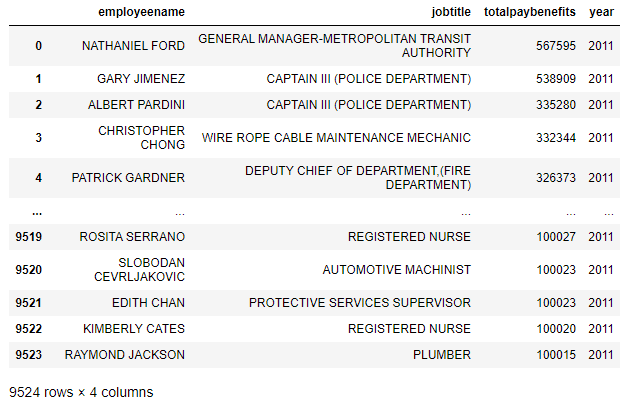 employeename jobtitle totalpaybenefits year
0 NATHANIEL FORD GENERAL MANAGER-METROPOLITAN TRANSIT AUTHORITY 567595 2011
1 GARY JIMENEZ CAPTAIN III (POLICE DEPARTMENT) 538909 2011
2 ALBERT PARDINI CAPTAIN III (POLICE DEPARTMENT) 335280 2011
3 CHRISTOPHER CHONG WIRE ROPE CABLE MAINTENANCE MECHANIC 332344 2011
4 PATRICK GARDNER DEPUTY CHIEF OF DEPARTMENT,(FIRE DEPARTMENT) 326373 2011
... ... ... ... ...
9519 ROSITA SERRANO REGISTERED NURSE 100027 2011
9520 SLOBODAN CEVRLJAKOVIC AUTOMOTIVE MACHINIST 100023 2011
9521 EDITH CHAN PROTECTIVE SERVICES SUPERVISOR 100023 2011
9522 KIMBERLY CATES REGISTERED NURSE 100020 2011
9523 RAYMOND JACKSON PLUMBER 100015 2011
9524 rows × 4 columns